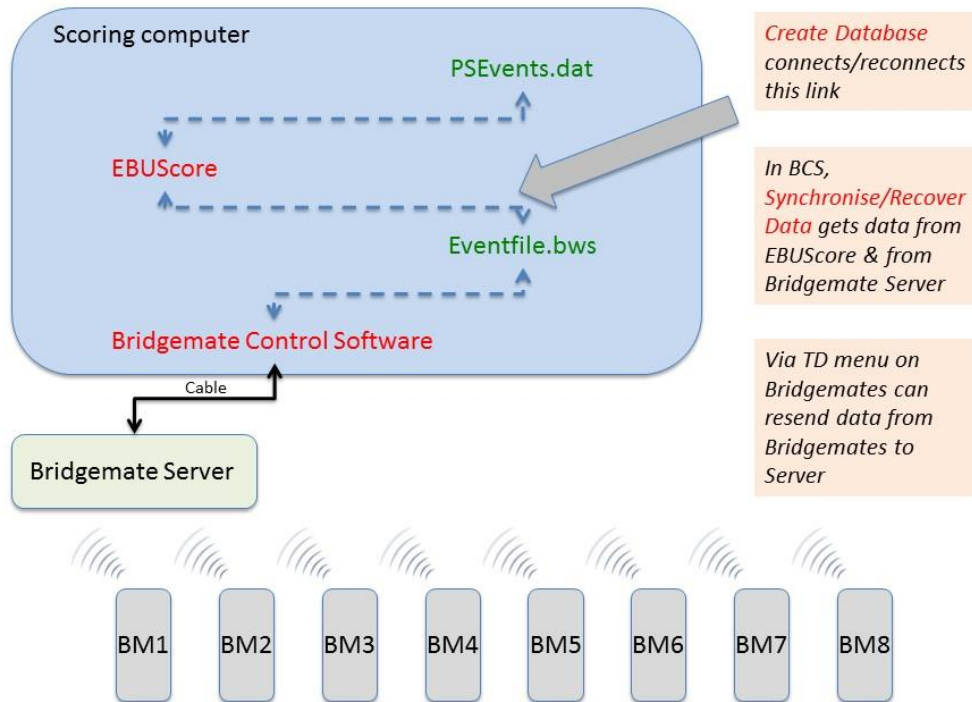 Scoring computer
PSEvents.dat
EBUScore
Eventfile.bws
Bridgemate Control Software
Cable
Bridgemate Server
Create Database
connects/reconnects
this link
In BCS,
Synchronise/Recover
Data gets data from
EBUScore & from
Bridgemate Server
Via TD menu on
Bridgemates can
resend data from
Bridgemates to
Server
BM1
BM2
BM3
BM4
BM5
BM6
BM7
BM8